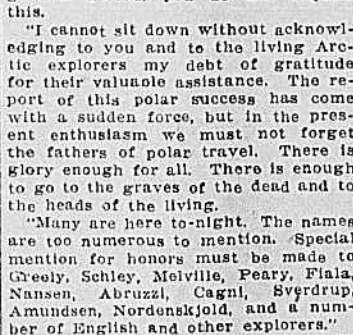 this.
"I cannot sit down without acknowl-
edging to you and to the living Arc-
tic explorers my debt of gratitude
for their valuable assistance. The re-
port of this polar success has come
with a sudden force, but in the pres-
ent enthusiasm we must not forget
the fathers of polar travel. There is
glory enough for all. There is enough
to go to the graves of the dead and to
the heads of the living.
"Many are here to-night. The names
are too numerous to mention. Special
mention for honors must be made to
Greely, Schley, Melville, Peary, Fiala,
Nansen, Abruzzi, Cagni, Sverdrup,
Amundsen, Nordenskjold, and a num-
ber of English and other explorers."